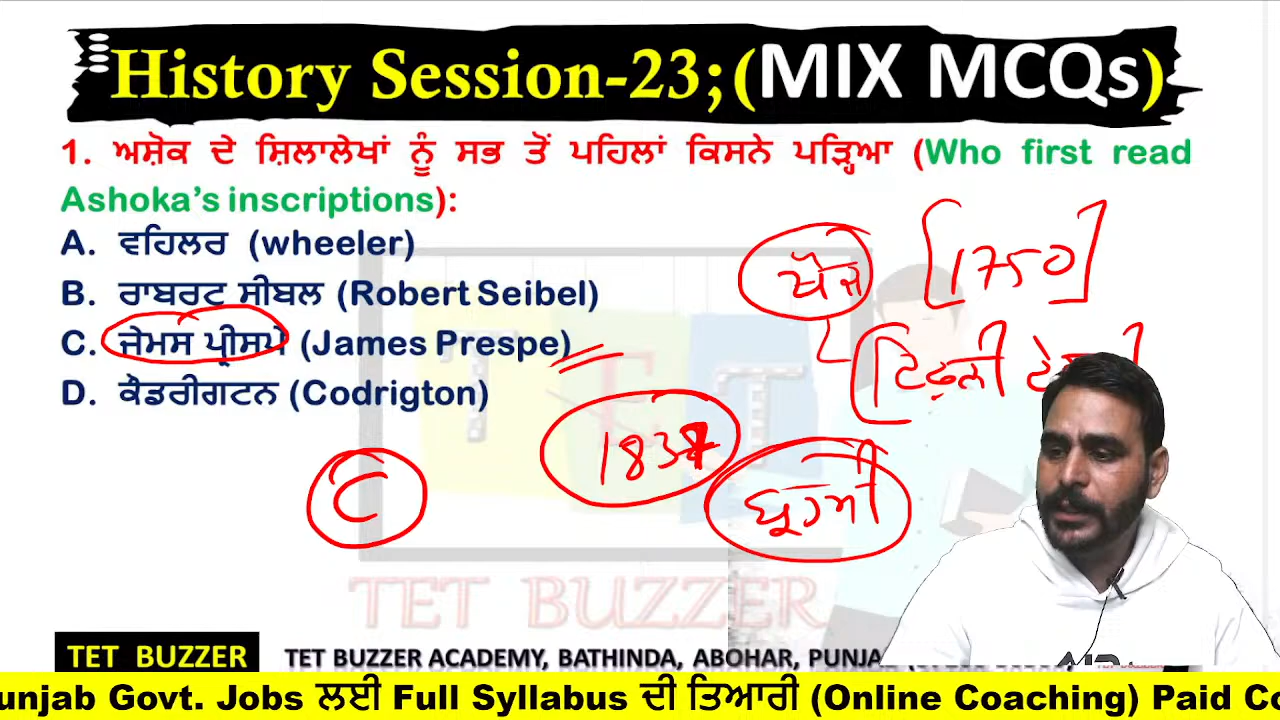 History Session-23;(MIX MCQs)
1. ਅਸ਼ੋਕ ਦੇ ਸ਼ਿਲਾਲੇਖਾਂ ਨੂੰ ਸਭ ਤੋਂ ਪਹਿਲਾਂ ਕਿਸਨੇ ਪੜ੍ਹਿਆ (Who first read
Ashoka's inscriptions):
A. ਵਹਿਲਰ (wheeler)
B. ਰਾਬਰਟ ਸੀਬਲ (Robert Seibel)
C. ਜੇਮਸ ਪ੍ਰੀਸਪੇ (James Prespe)
D. ਕੋਡਰੀਗਟਨ (Codrigton)
ਖੋਜ [1750]
[ਟਿਫ਼ਲੀ
1837
C
TET
TET BUZZER
TET BUZZER
TET BUZZER ACADEMY, BATHINDA, ABOHAR, PUNJAB
unjab Govt. Jobs ਲਈ Full Syllabus ਦੀ ਤਿਆਰੀ (Online Coaching) Paid Co